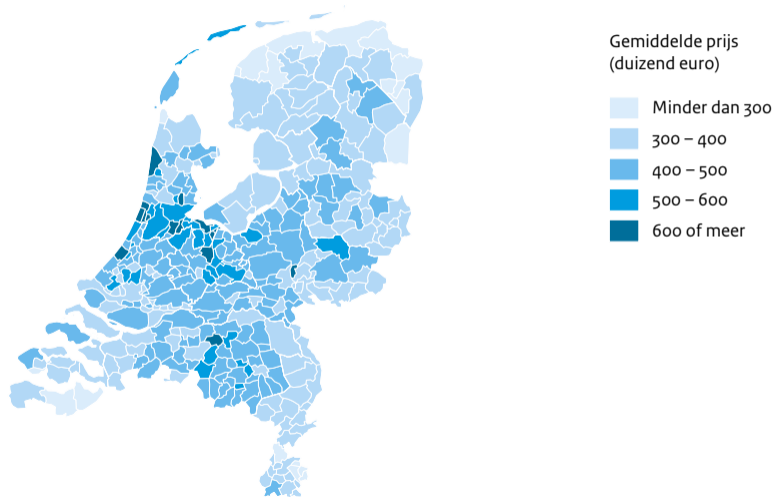 Gemiddelde prijs
(duizend euro)
Minder dan 300
300 – 400
400 – 500
500 – 600
600 of meer